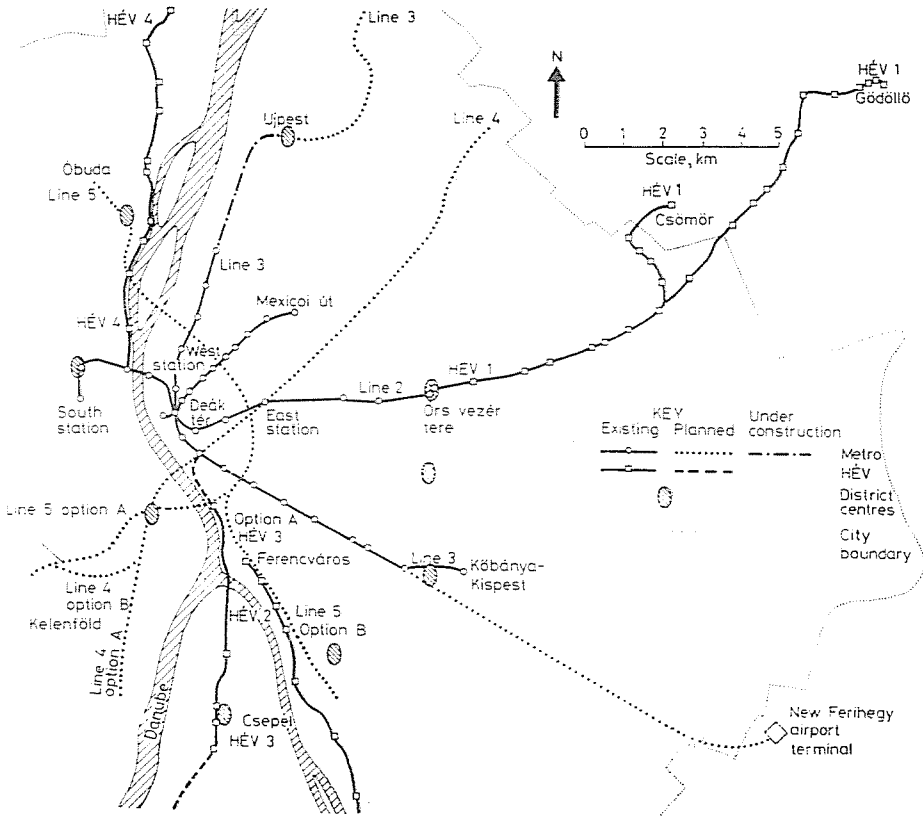 HÉV 4
Line 3
N
HÉV 1
Gödöllö
Ujpest
Line 4
0 1 2 3 4 5
Scale, km
Óbuda
Line 5
HÉV 1
Csömör
Line 3
Mexicoi út
HÉV 4
West
station
HÉV 1
Line 2
Deák
tér
East
station
Örs vezér
tere
South
station
KEY
Existing
Planned
Under
construction
Metro
HÉV
District
centres
City
boundary
Line 5 option A
Option A
HÉV 3
Ferencváros
Line 3
Köbánya-
Kispest
Line 4
option B
Kelenföld
HÉV 2
Line 5
Option B
Line 4
option A
Danube
Csepel
HÉV 3
New Ferihegy
airport
terminal